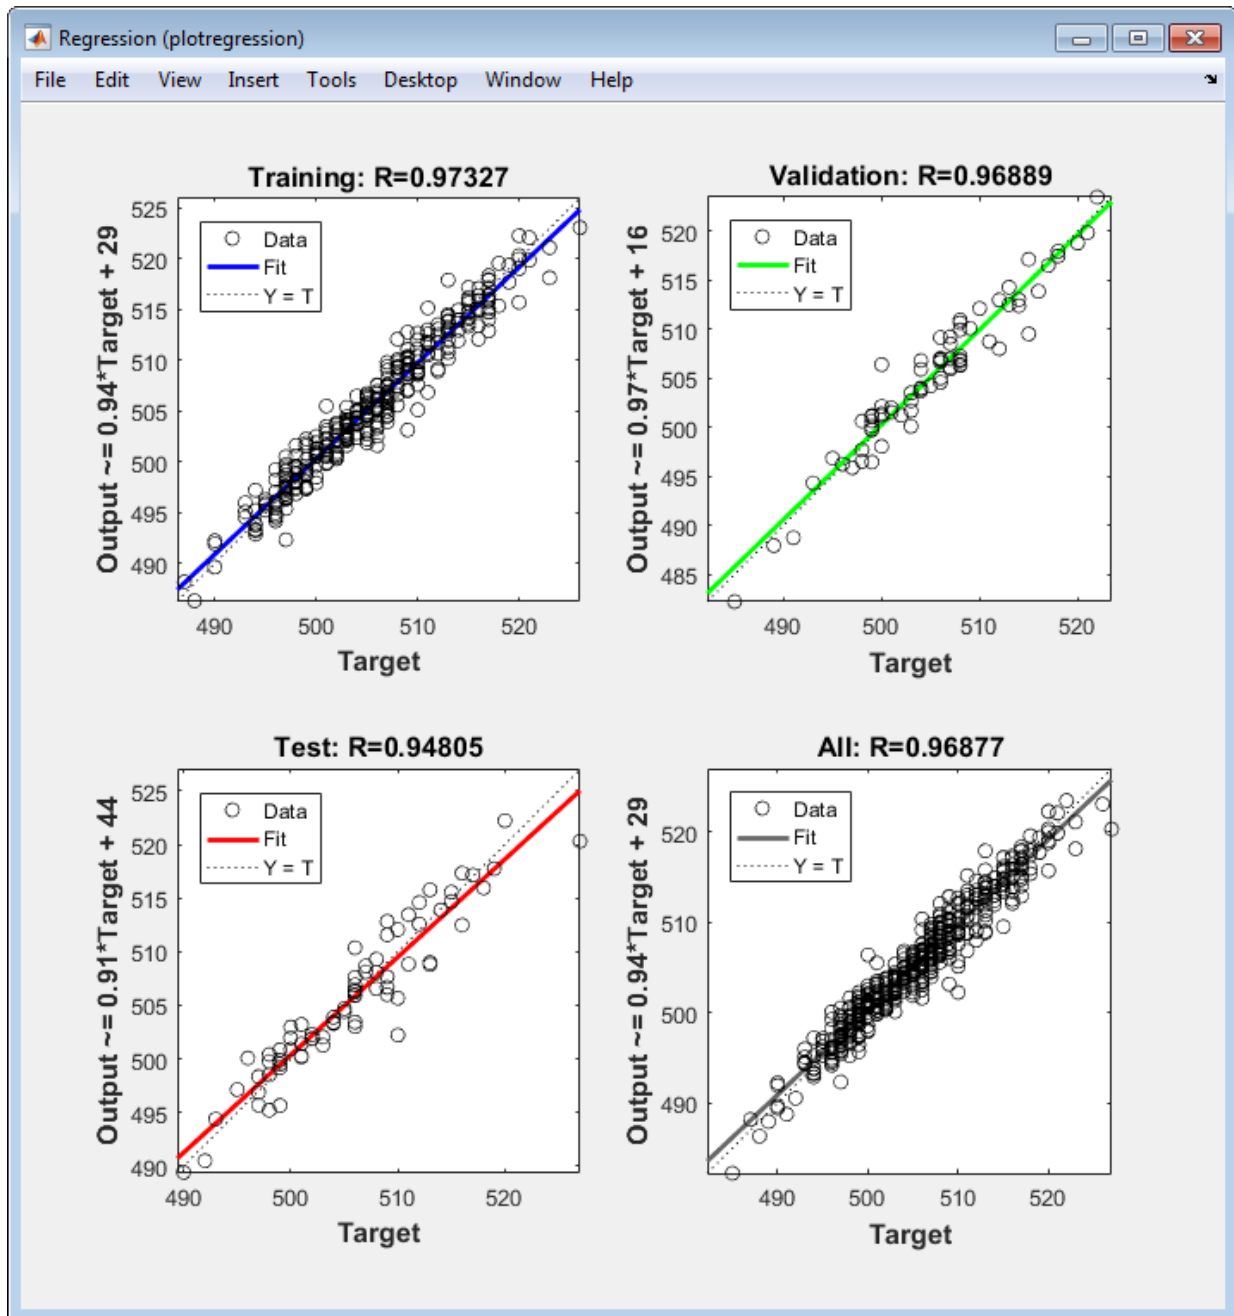 Regression (plotregression)
File Edit View Insert Tools Desktop Window Help
Training: R=0.97327
Output ~= 0.94*Target + 29
525
520
515
510
505
500
495
490
Data
Fit
Y = T
490 500 510 520
Target
Validation: R=0.96889
Output ~= 0.97*Target + 16
520
515
510
505
500
495
490
485
Data
Fit
Y = T
490 500 510 520
Target
Test: R=0.94805
Output ~= 0.91*Target + 44
525
520
515
510
505
500
495
490
Data
Fit
Y = T
490 500 510 520
Target
All: R=0.96877
Output ~= 0.94*Target + 29
520
510
500
490
Data
Fit
Y = T
490 500 510 520
Target